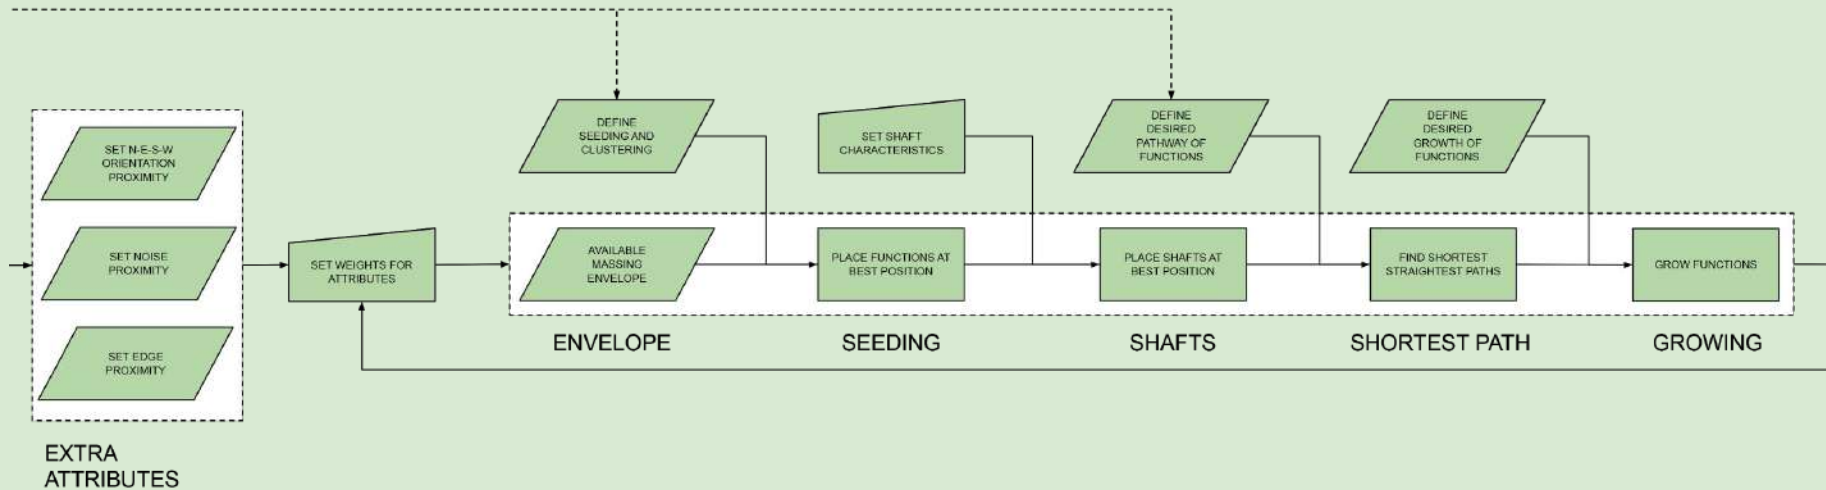 SET N-E-S-W
ORIENTATION
PROXIMITY
SET NOISE
PROXIMITY
SET EDGE
PROXIMITY
EXTRA
ATTRIBUTES
SET WEIGHTS FOR
ATTRIBUTES
DEFINE
SEEDING AND
CLUSTERING
SET SHAFT
CHARACTERISTICS
DEFINE
DESIRED
PATHWAY OF
FUNCTIONS
DEFINE
DESIRED
GROWTH OF
FUNCTIONS
AVAILABLE
MASSING
ENVELOPE
PLACE FUNCTIONS AT
BEST POSITION
PLACE SHAFTS AT
BEST POSITION
FIND SHORTEST
STRAIGHTEST PATHS
GROW FUNCTIONS
ENVELOPE
SEEDING
SHAFTS
SHORTEST PATH
GROWING